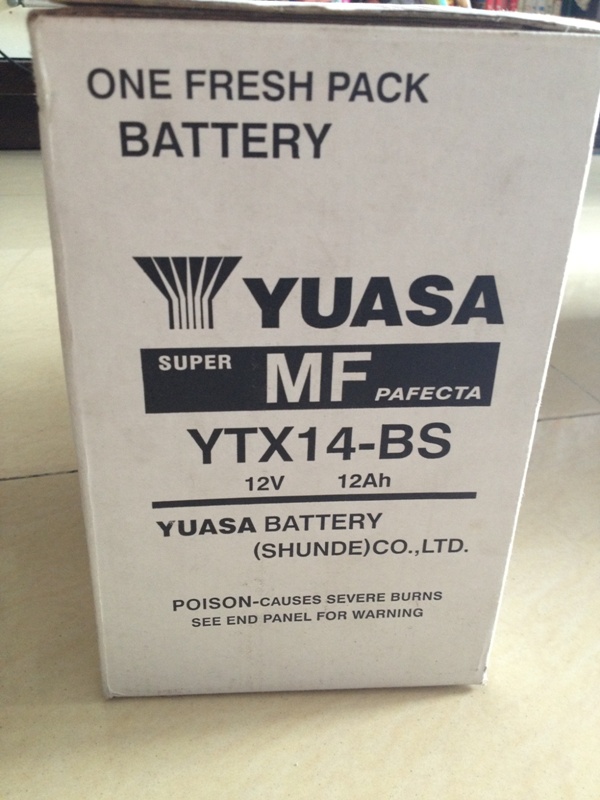 ONE FRESH PACK
BATTERY
YUASA
SUPER MF PAFECTA
YTX14-BS
12V 12Ah
YUASA BATTERY
(SHUNDE)CO.,LTD.
POISON-CAUSES SEVERE BURNS
SEE END PANEL FOR WARNING